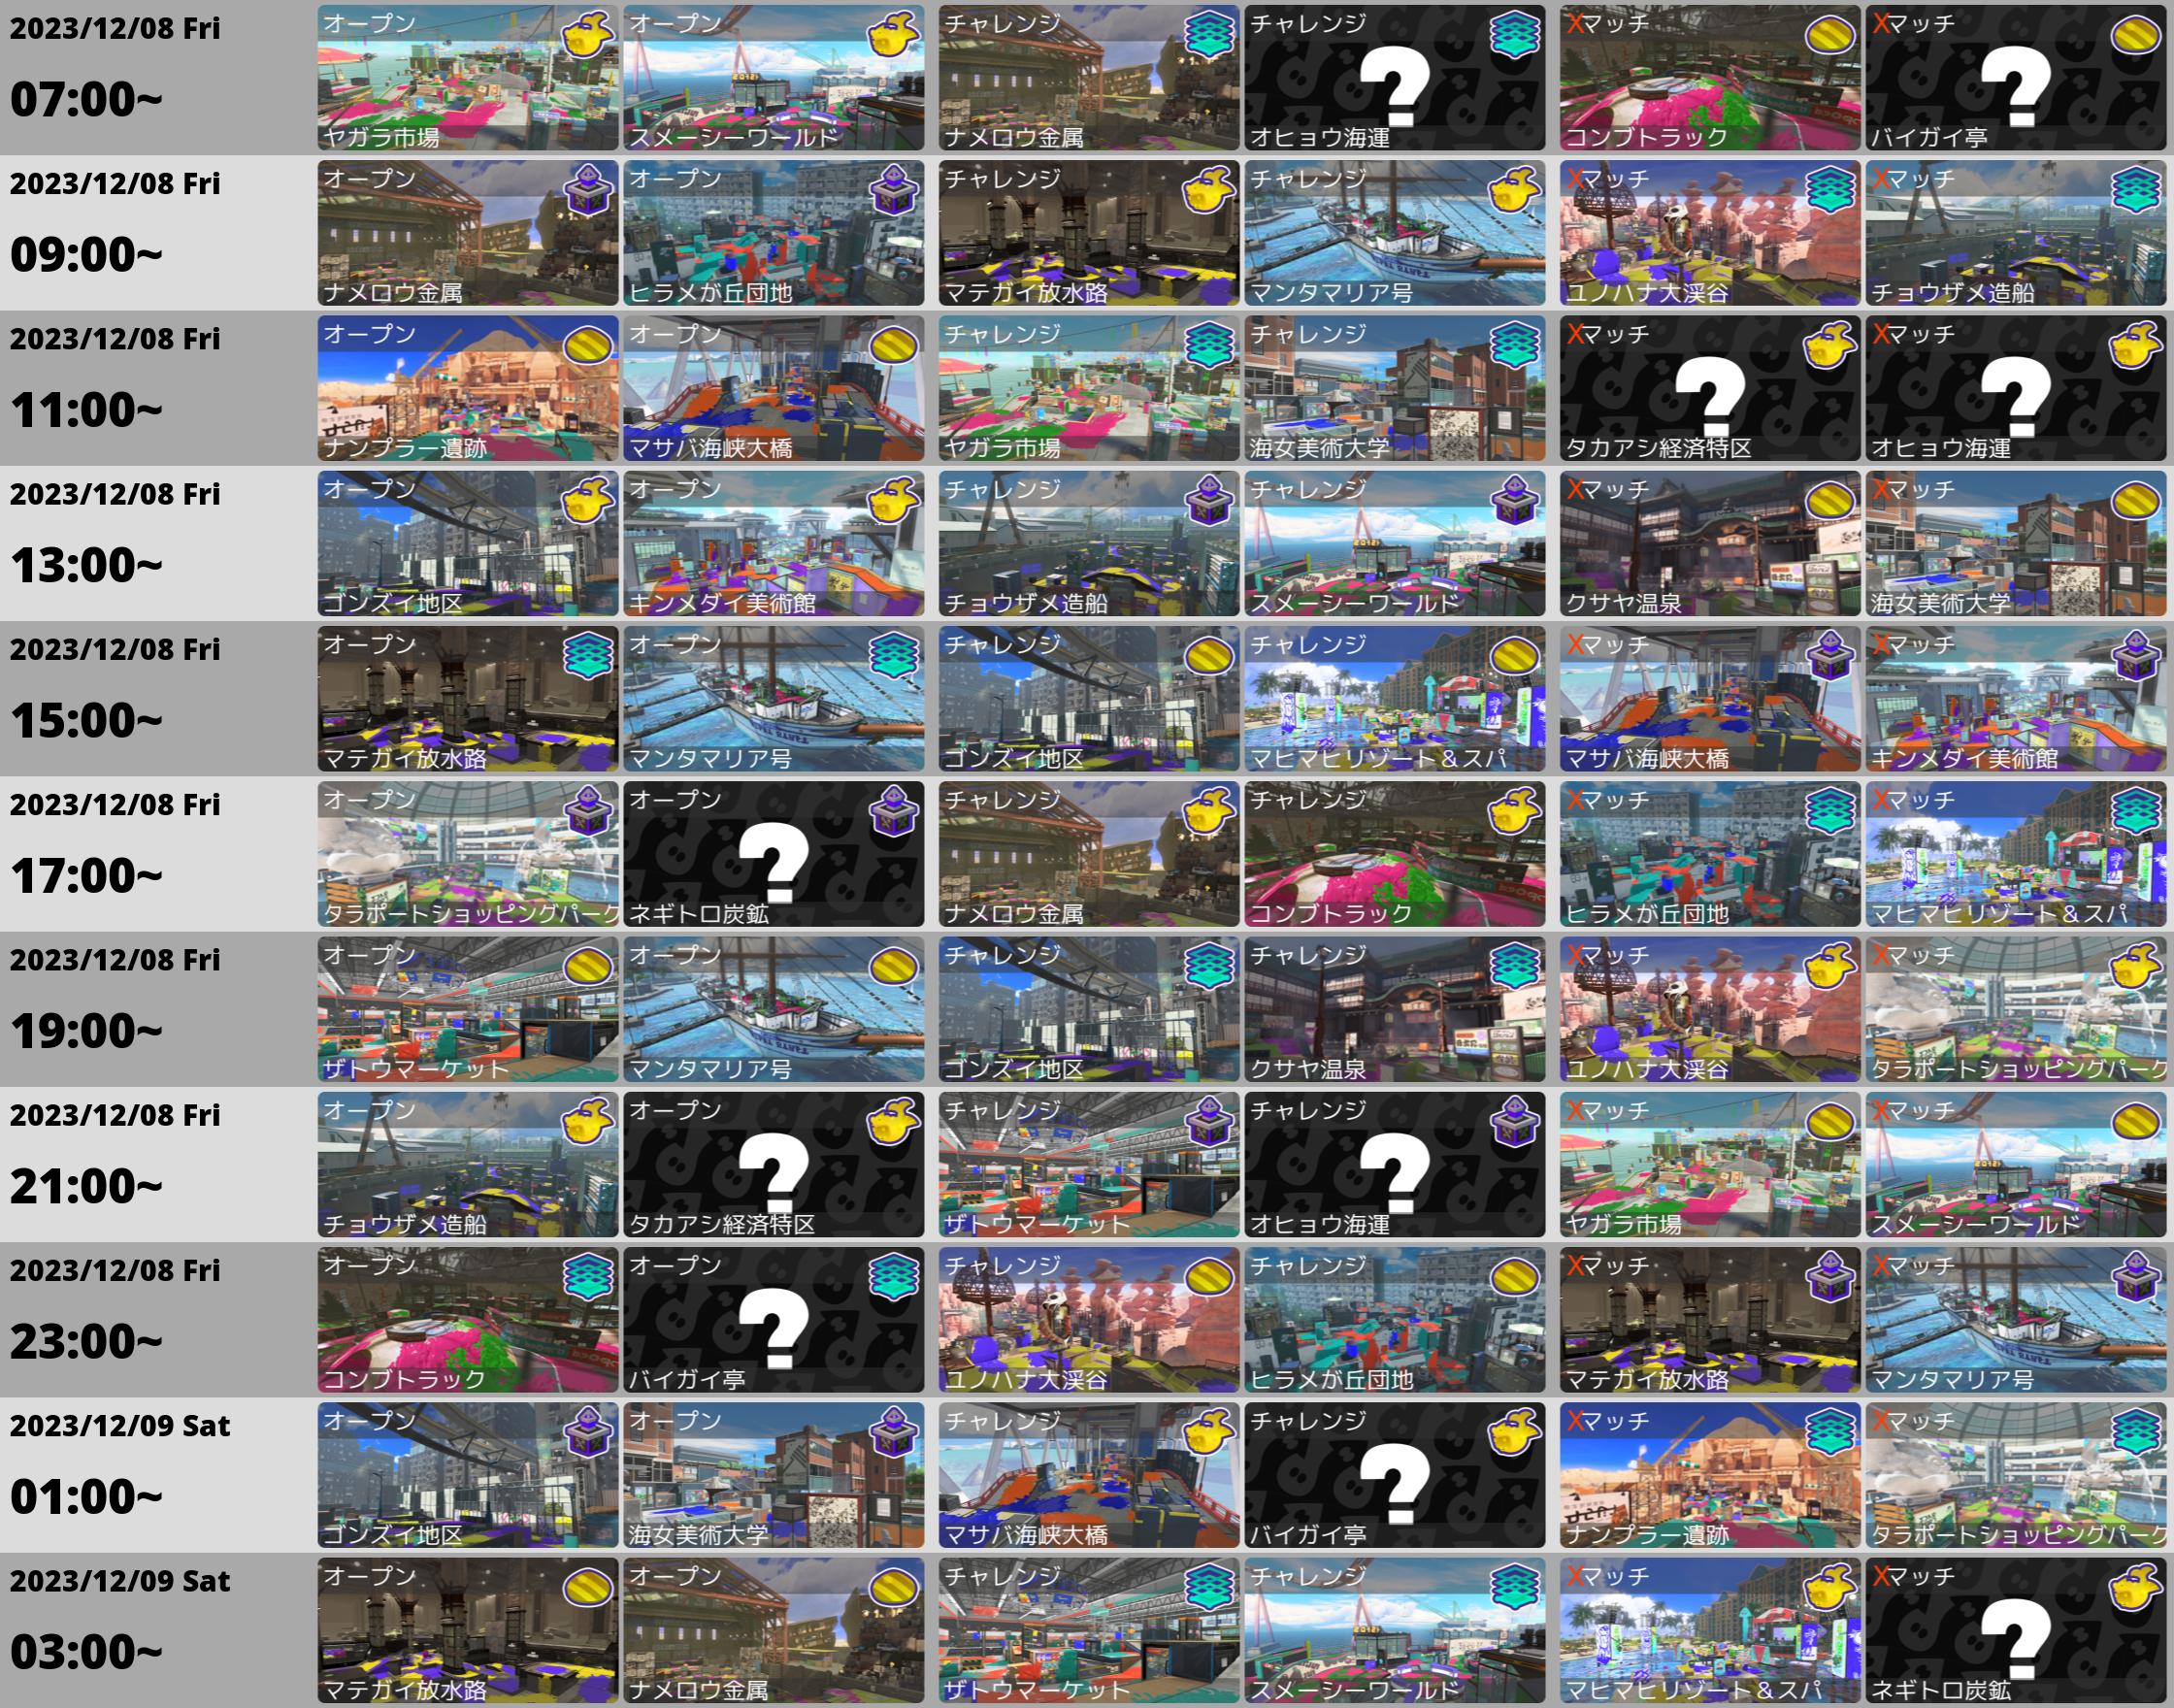 2023/12/08 Fri
07:00~
オープン オープン チャレンジ チャレンジ Xマッチ Xマッチ
ヤガラ市場 スメーシーワールド ナメロウ金属 オヒョウ海運 コンブトラック バイガイ亭
2023/12/08 Fri
09:00~
オープン オープン チャレンジ チャレンジ Xマッチ Xマッチ
ナメロウ金属 ヒラメが丘団地 マテガイ放水路 マンタマリア号 ユノハナ大渓谷 チョウザメ造船
2023/12/08 Fri
11:00~
オープン オープン チャレンジ チャレンジ Xマッチ Xマッチ
ナンプラー遺跡 マサバ海峡大橋 ヤガラ市場 海女美術大学 タカアシ経済特区 オヒョウ海運
2023/12/08 Fri
13:00~
オープン オープン チャレンジ チャレンジ Xマッチ Xマッチ
ゴンズイ地区 キンメダイ美術館 チョウザメ造船 スメーシーワールド クサヤ温泉 海女美術大学
2023/12/08 Fri
15:00~
オープン オープン チャレンジ チャレンジ Xマッチ Xマッチ
マテガイ放水路 マンタマリア号 ゴンズイ地区 マヒマヒリゾート＆スパ マサバ海峡大橋 キンメダイ美術館
2023/12/08 Fri
17:00~
オープン オープン チャレンジ チャレンジ Xマッチ Xマッチ
タラポートショッピングパーク ネギトロ炭鉱 ナメロウ金属 コンブトラック ヒラメが丘団地 マヒマヒリゾート＆スパ
2023/12/08 Fri
19:00~
オープン オープン チャレンジ チャレンジ Xマッチ Xマッチ
ザトウマーケット マンタマリア号 ゴンズイ地区 クサヤ温泉 ユノハナ大渓谷 タラポートショッピングパーク
2023/12/08 Fri
21:00~
オープン オープン チャレンジ チャレンジ Xマッチ Xマッチ
チョウザメ造船 タカアシ経済特区 ザトウマーケット オヒョウ海運 ヤガラ市場 スメーシーワールド
2023/12/08 Fri
23:00~
オープン オープン チャレンジ チャレンジ Xマッチ Xマッチ
コンブトラック バイガイ亭 ユノハナ大渓谷 ヒラメが丘団地 マテガイ放水路 マンタマリア号
2023/12/09 Sat
01:00~
オープン オープン チャレンジ チャレンジ Xマッチ Xマッチ
ゴンズイ地区 海女美術大学 マサバ海峡大橋 バイガイ亭 ナンプラー遺跡 タラポートショッピングパーク
2023/12/09 Sat
03:00~
オープン オープン チャレンジ チャレンジ Xマッチ Xマッチ
マテガイ放水路 ナメロウ金属 ザトウマーケット スメーシーワールド マヒマヒリゾート＆スパ ネギトロ炭鉱